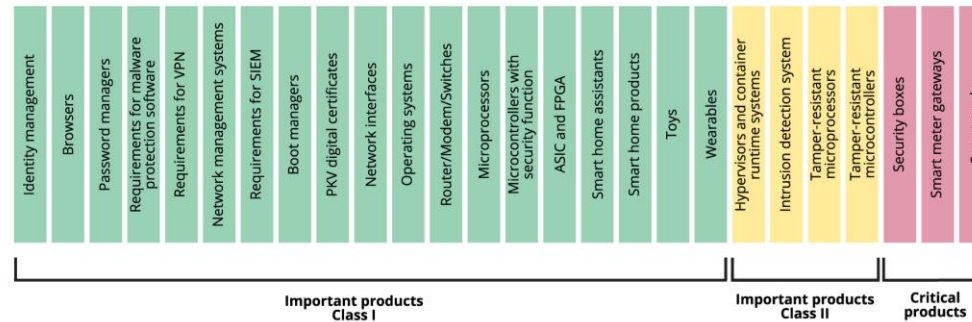 Identity management
Browsers
Password managers
Requirements for malware
protection software
Requirements for VPN
Network management systems
Requirements for SIEM
Boot managers
PKV digital certificates
Network interfaces
Operating systems
Router/Modem/Switches
Microprocessors
Microcontrollers with
security function
ASIC and FPGA
Smart home assistants
Smart home products
Toys
Wearables
Hypervisors and container
runtime systems
Intrusion detection system
Tamper-resistant
microprocessors
Tamper-resistant
microcontrollers
Security boxes
Smart meter gateways
Important products
Class I
Important products
Class II
Critical
products